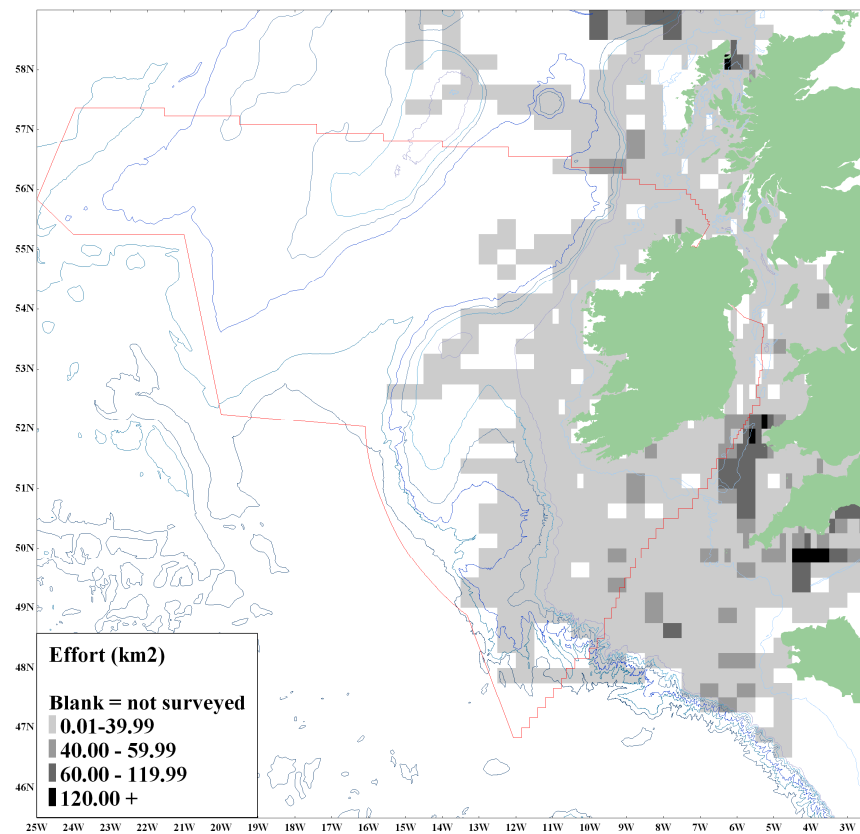 58N
57N
56N
55N
54N
53N
52N
51N
50N
49N
48N
47N
46N
Effort (km2)
Blank = not surveyed
0.01-39.99
40.00 - 59.99
60.00 - 119.99
120.00 +
25W 24W 23W 22W 21W 20W 19W 18W 17W 16W 15W 14W 13W 12W 11W 10W 9W 8W 7W 6W 5W 4W 3W